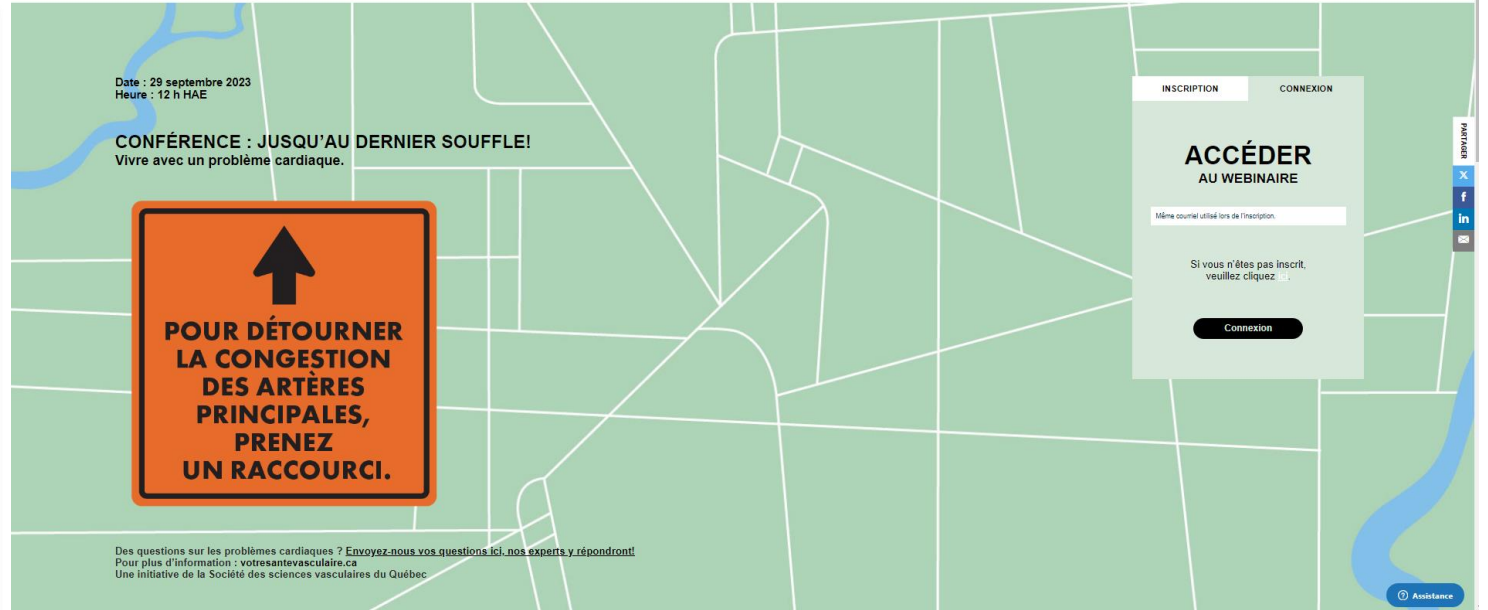 Date : 29 septembre 2023
Heure : 12 h HAE
CONFÉRENCE : JUSQU'AU DERNIER SOUFFLE!
Vivre avec un problème cardiaque.
POUR DÉTOURNER
LA CONGESTION
DES ARTÈRES
PRINCIPALES,
PRENEZ
UN RACCOURCI.
Des questions sur les problèmes cardiaques ? Envoyez-nous vos questions ici, nos experts y répondront!
Pour plus d'information : votresantevasculaire.ca
Une initiative de la Société des sciences vasculaires du Québec
INSCRIPTION
CONNEXION
ACCÉDER
AU WEBINAIRE
Même courriel utilisé lors de l'inscription.
Si vous n'êtes pas inscrit,
veuillez cliquez ici.
Connexion
PARTAGER
X
f
in
Assistance